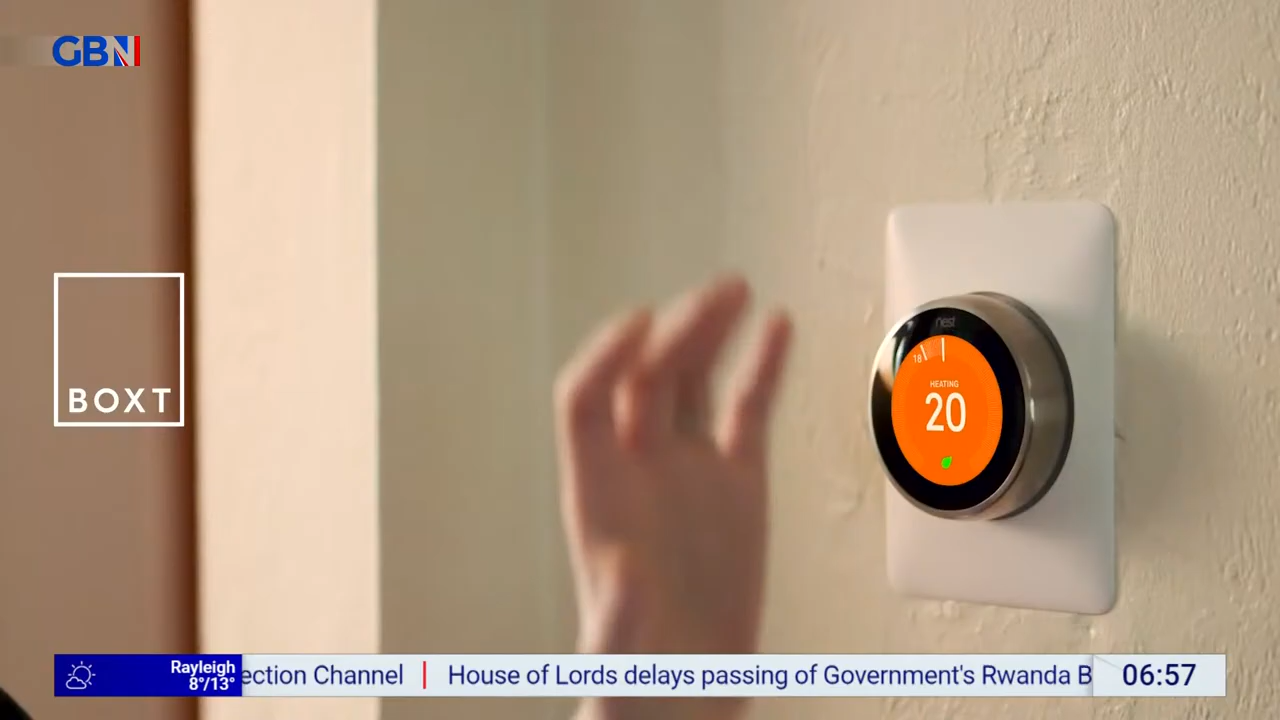 GBN
BOXT
nest
18
HEATING
20
Rayleigh
8°/13°
ection Channel | House of Lords delays passing of Government's Rwanda B
06:57